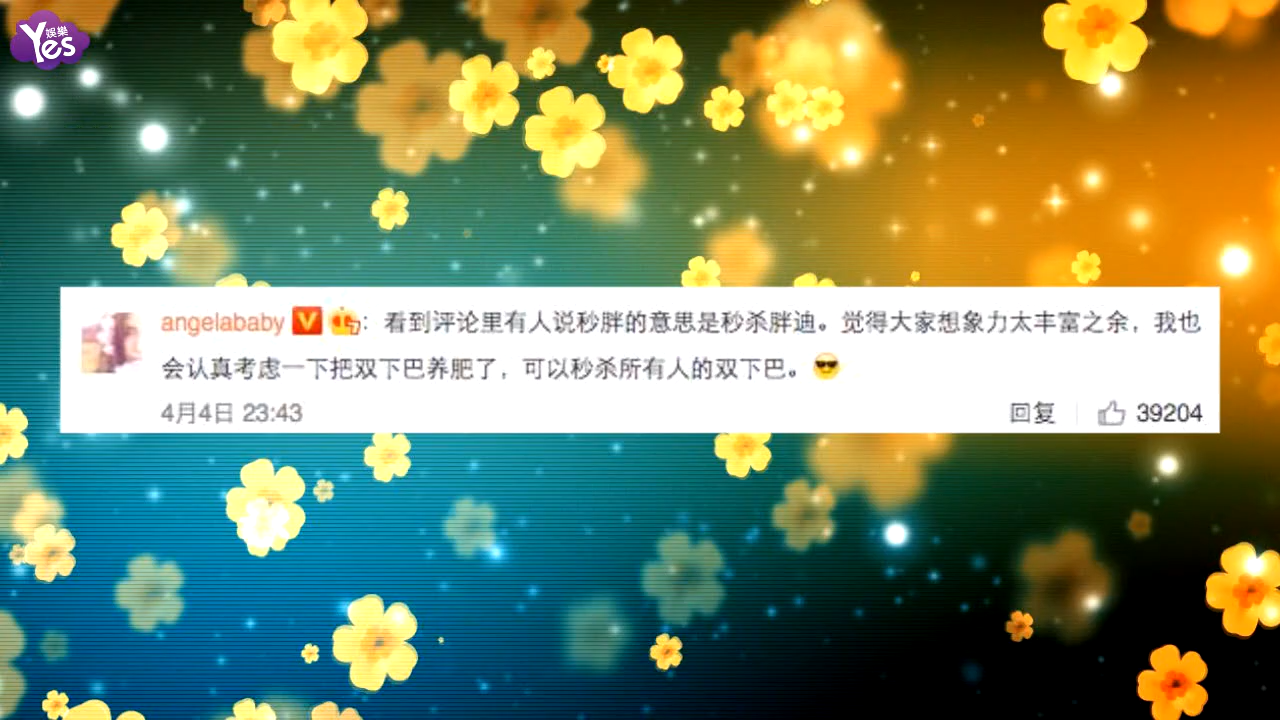 Yes
娛樂
angelababy V : 看到评论里有人说秒胖的意思是秒杀胖迪。觉得大家想象力太丰富之余，我也
会认真考虑一下把双下巴养肥了，可以秒杀所有人的双下巴。
4月4日 23:43
回复 39204